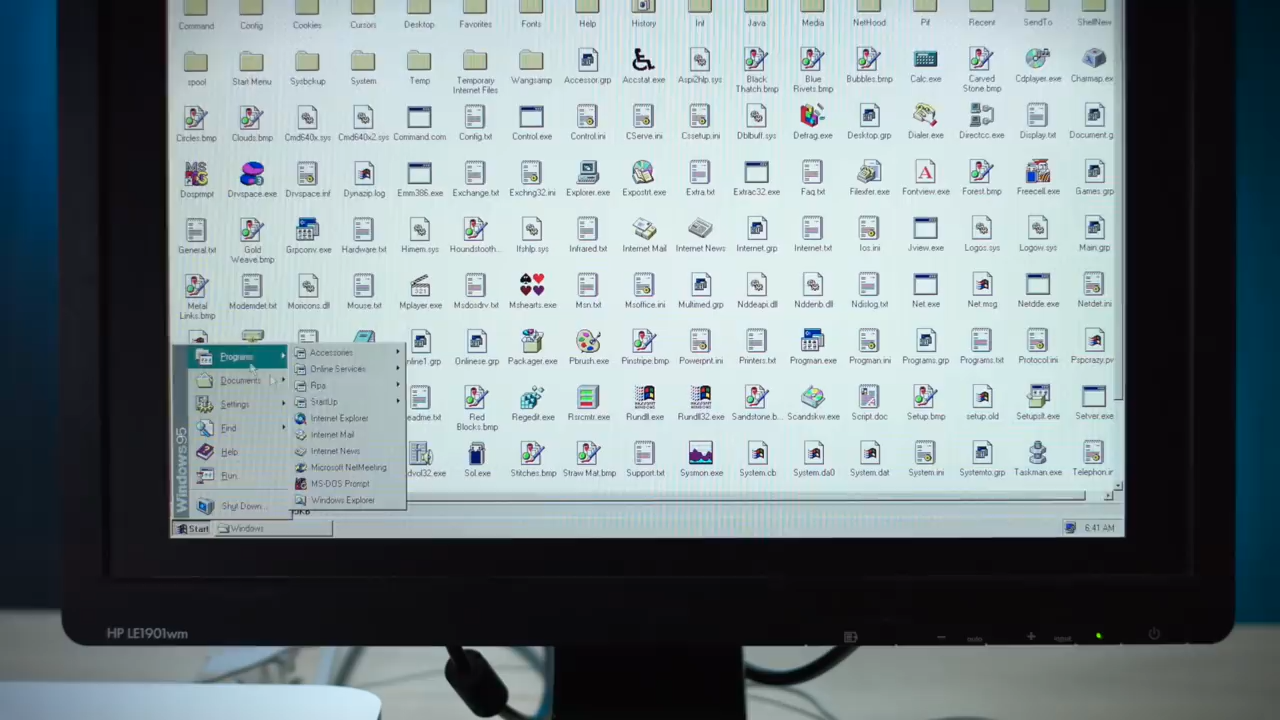 Command Config Cookies Cursors Desktop Favorites Fonts Help History Inf Java Media NetHood Pif Recent SendTo ShellNew
spool Start Menu Sysbckup System Temp Temporary Internet Files Wangsamp Accessor.grp Accstat.exe Aspi2hlp.sys Black Thatch.bmp Blue Rivets.bmp Bubbles.bmp Calc.exe Carved Stone.bmp Cdplayer.exe Charmap.ex
Circles.bmp Clouds.bmp Cmd640x.sys Cmd640x2.sys Command.com Config.txt Control.exe Control.ini CServe.ini Cssetup.ini Dblbuff.sys Defrag.exe Desktop.grp Dialer.exe Directcc.exe Display.txt Document.g
Dosprmpt Drvspace.exe Drvspace.inf Dynazip.log Emm386.exe Exchange.txt Exchng32.ini Explorer.exe Expostrt.exe Extra.txt Extrac32.exe Faq.txt Filexfer.exe Fontview.exe Forest.bmp Freecell.exe Games.grp
General.txt Gold Weave.bmp Grpconv.exe Hardware.txt Himem.sys Houndstooth... Ifshlp.sys Infrared.txt Internet Mail Internet News Internet.grp Internet.txt Ios.ini Jview.exe Logos.sys Logow.sys Main.grp
Metal Links.bmp Modemdet.txt Moricons.dll Mouse.txt Mplayer.exe Msdosdrv.txt Mshearts.exe Msn.txt Msoffice.ini Multimed.grp Nddeapi.dll Nddenb.dll Ndislog.txt Net.exe Net.msg Netdde.exe Netdet.ini
nline1.grp Onlinese.grp Packager.exe Pbrush.exe Pinstripe.bmp Powerpnt.ini Printers.txt Progman.exe Progman.ini Programs.grp Programs.txt Protocol.ini Pspcrazy.py
eadme.txt Red Blocks.bmp Regedit.exe Rsrcmtr.exe Rundll.exe Rundll32.exe Sandstone.b... Scandskw.exe Script.doc Setup.bmp setup.old Setupslt.exe Server.exe
dvol32.exe Sol.exe Stitches.bmp Straw Mat.bmp Support.txt Sysmon.exe System.cb System.da0 System.dat System.ini Systemto.grp Taskman.exe Telephon.in
Windows95
Programs
Documents
Settings
Find
Help
Run...
Shut Down...
Accessories
Online Services
Rpa
StartUp
Internet Explorer
Internet Mail
Internet News
Microsoft NetMeeting
MS-DOS Prompt
Windows Explorer
Start Windows 6:41 AM
HP LE1901wm
auto
input